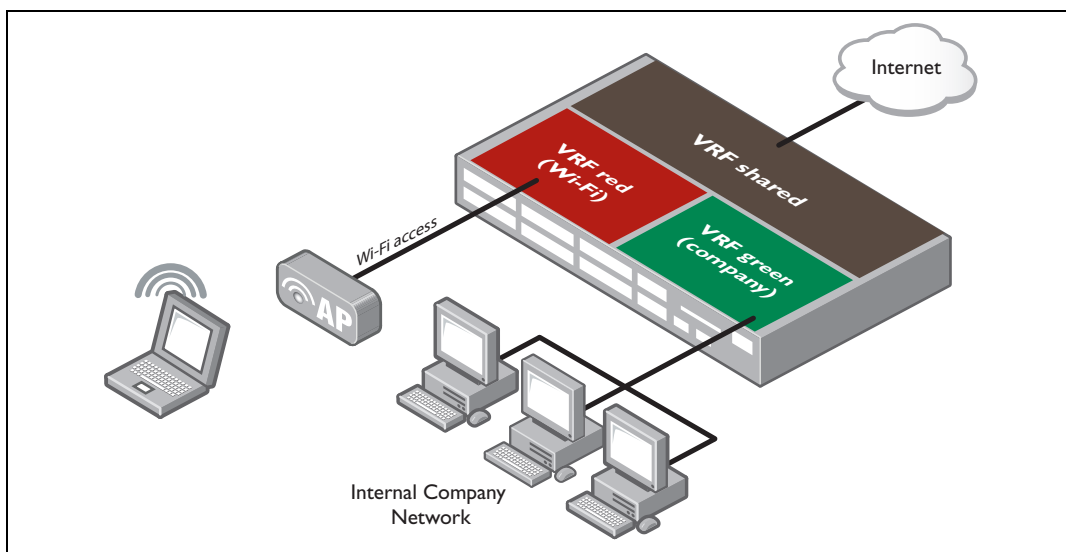 Internet
VRF shared
VRF red
(Wi-Fi)
VRF green
(company)
Wi-Fi access
AP
Internal Company
Network